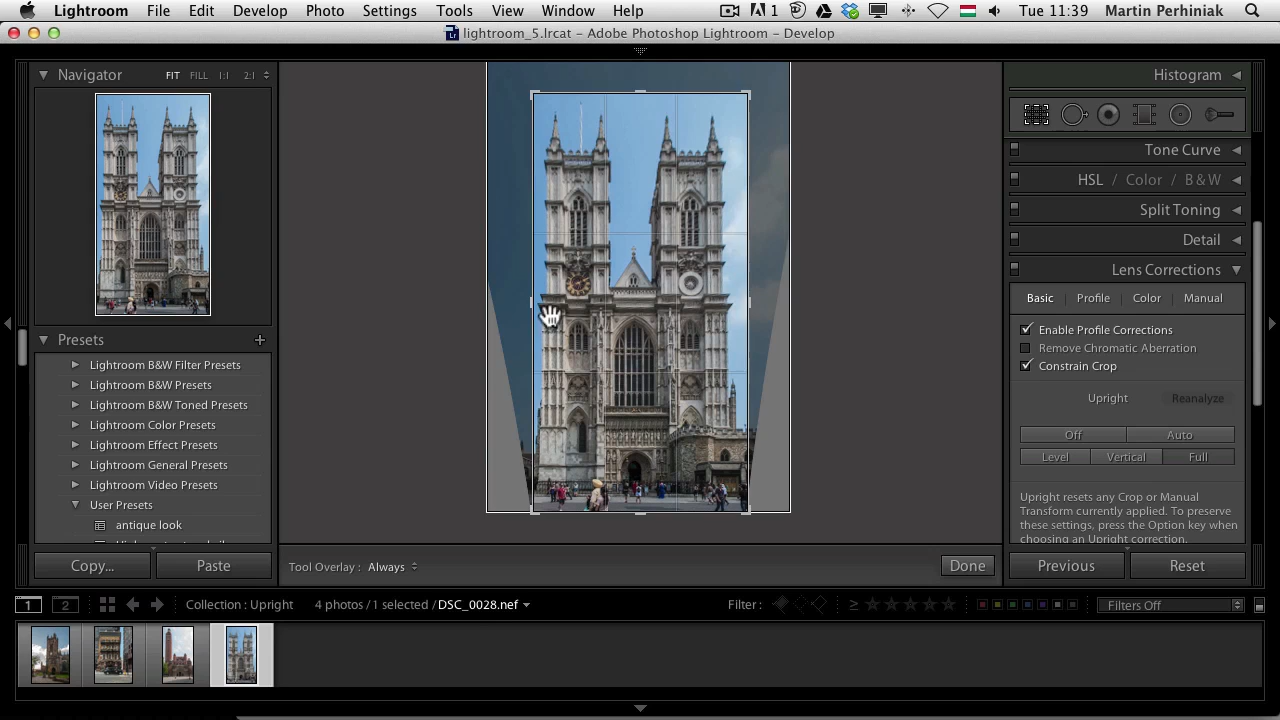 Lightroom File Edit Develop Photo Settings Tools View Window Help 1 Tue 11:39 Martin Perhiniak
Lr lightroom_5.lrcat – Adobe Photoshop Lightroom – Develop
Navigator FIT FILL 1:1 2:1
Histogram
Tone Curve
HSL / Color / B & W
Split Toning
Detail
Lens Corrections
Basic Profile Color Manual
Enable Profile Corrections
Remove Chromatic Aberration
Constrain Crop
Upright Reanalyze
Off Auto
Level Vertical Full
Upright resets any Crop or Manual
Transform currently applied. To preserve
these settings, press the Option key when
choosing an Upright correction.
Presets
Lightroom B&W Filter Presets
Lightroom B&W Presets
Lightroom B&W Toned Presets
Lightroom Color Presets
Lightroom Effect Presets
Lightroom General Presets
Lightroom Video Presets
User Presets
antique look
Copy... Paste
Tool Overlay : Always Done
Previous Reset
1 2 Collection : Upright 4 photos / 1 selected / DSC_0028.nef Filter : ≥ Filters Off